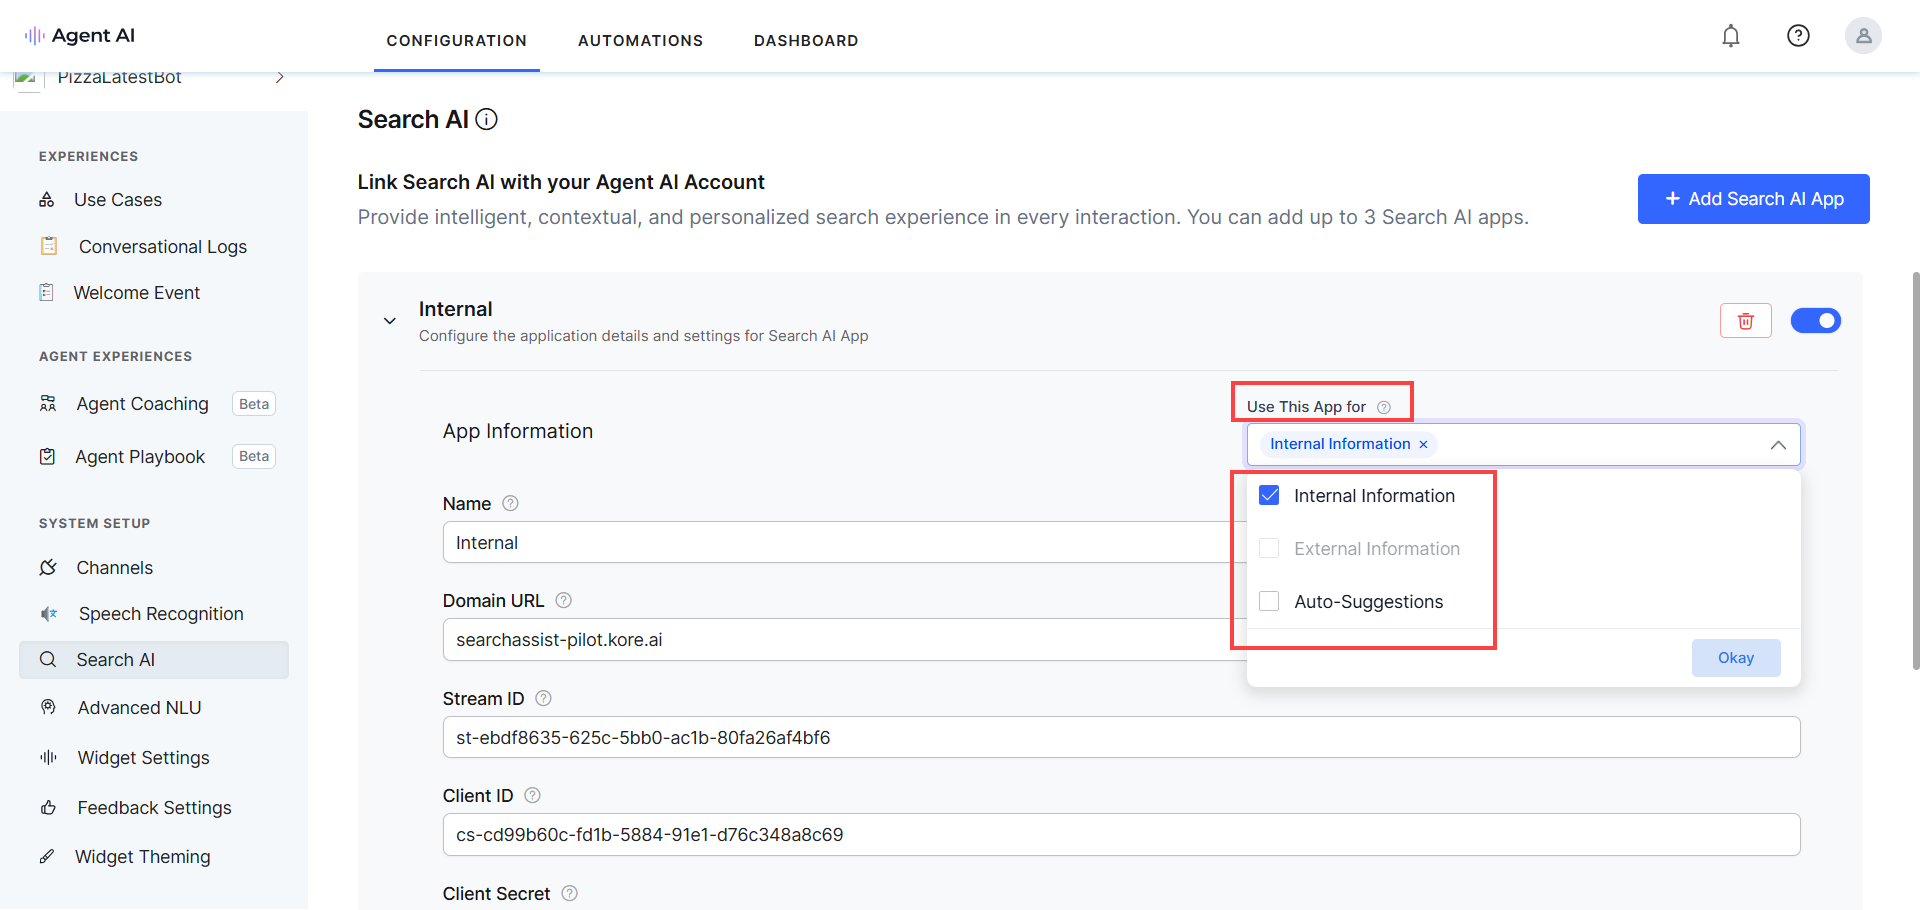 Agent AI
CONFIGURATION
AUTOMATIONS
DASHBOARD
PizzaLatestBot
EXPERIENCES
Use Cases
Conversational Logs
Welcome Event
AGENT EXPERIENCES
Agent Coaching Beta
Agent Playbook Beta
SYSTEM SETUP
Channels
Speech Recognition
Search AI
Advanced NLU
Widget Settings
Feedback Settings
Widget Theming
Search AI
Link Search AI with your Agent AI Account
Provide intelligent, contextual, and personalized search experience in every interaction. You can add up to 3 Search AI apps.
+ Add Search AI App
Internal
Configure the application details and settings for Search AI App
App Information
Use This App for
Internal Information ×
Internal Information
External Information
Auto-Suggestions
Okay
Name
Internal
Domain URL
searchassist-pilot.kore.ai
Stream ID
st-ebdf8635-625c-5bb0-ac1b-80fa26af4bf6
Client ID
cs-cd99b60c-fd1b-5884-91e1-d76c348a8c69
Client Secret